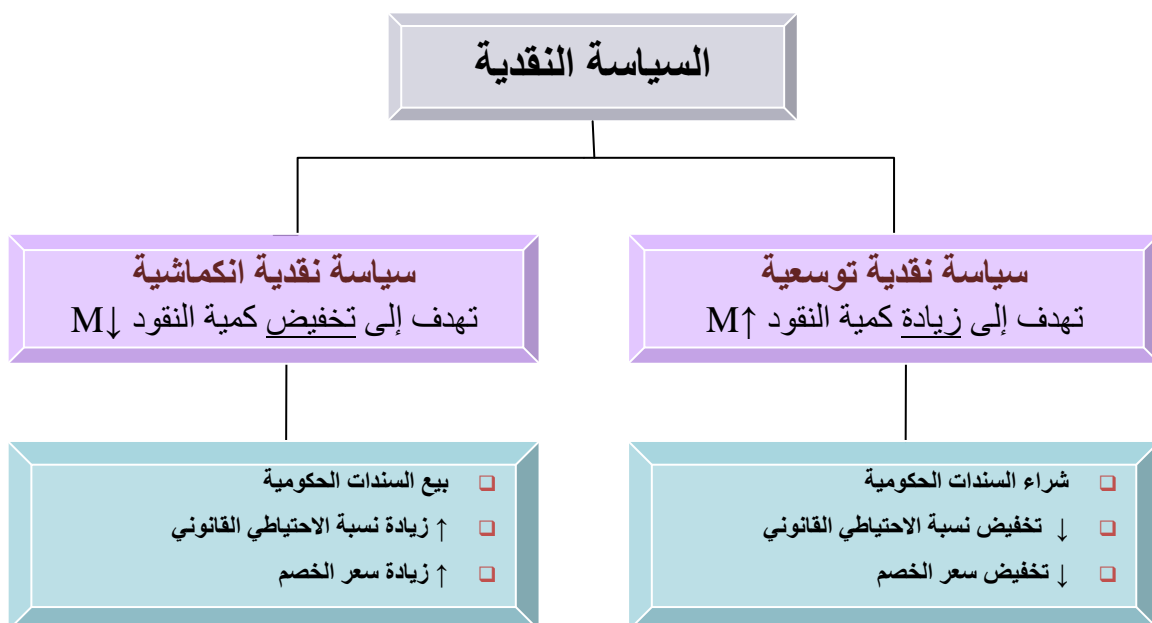 السياسة النقدية
سياسة نقدية توسعية
تهدف إلى زيادة كمية النقود M↑
شراء السندات الحكومية
↓ تخفيض نسبة الاحتياطي القانوني
↓ تخفيض سعر الخصم
سياسة نقدية انكماشية
تهدف إلى تخفيض كمية النقود M↓
بيع السندات الحكومية
↑ زيادة نسبة الاحتياطي القانوني
↑ زيادة سعر الخصم